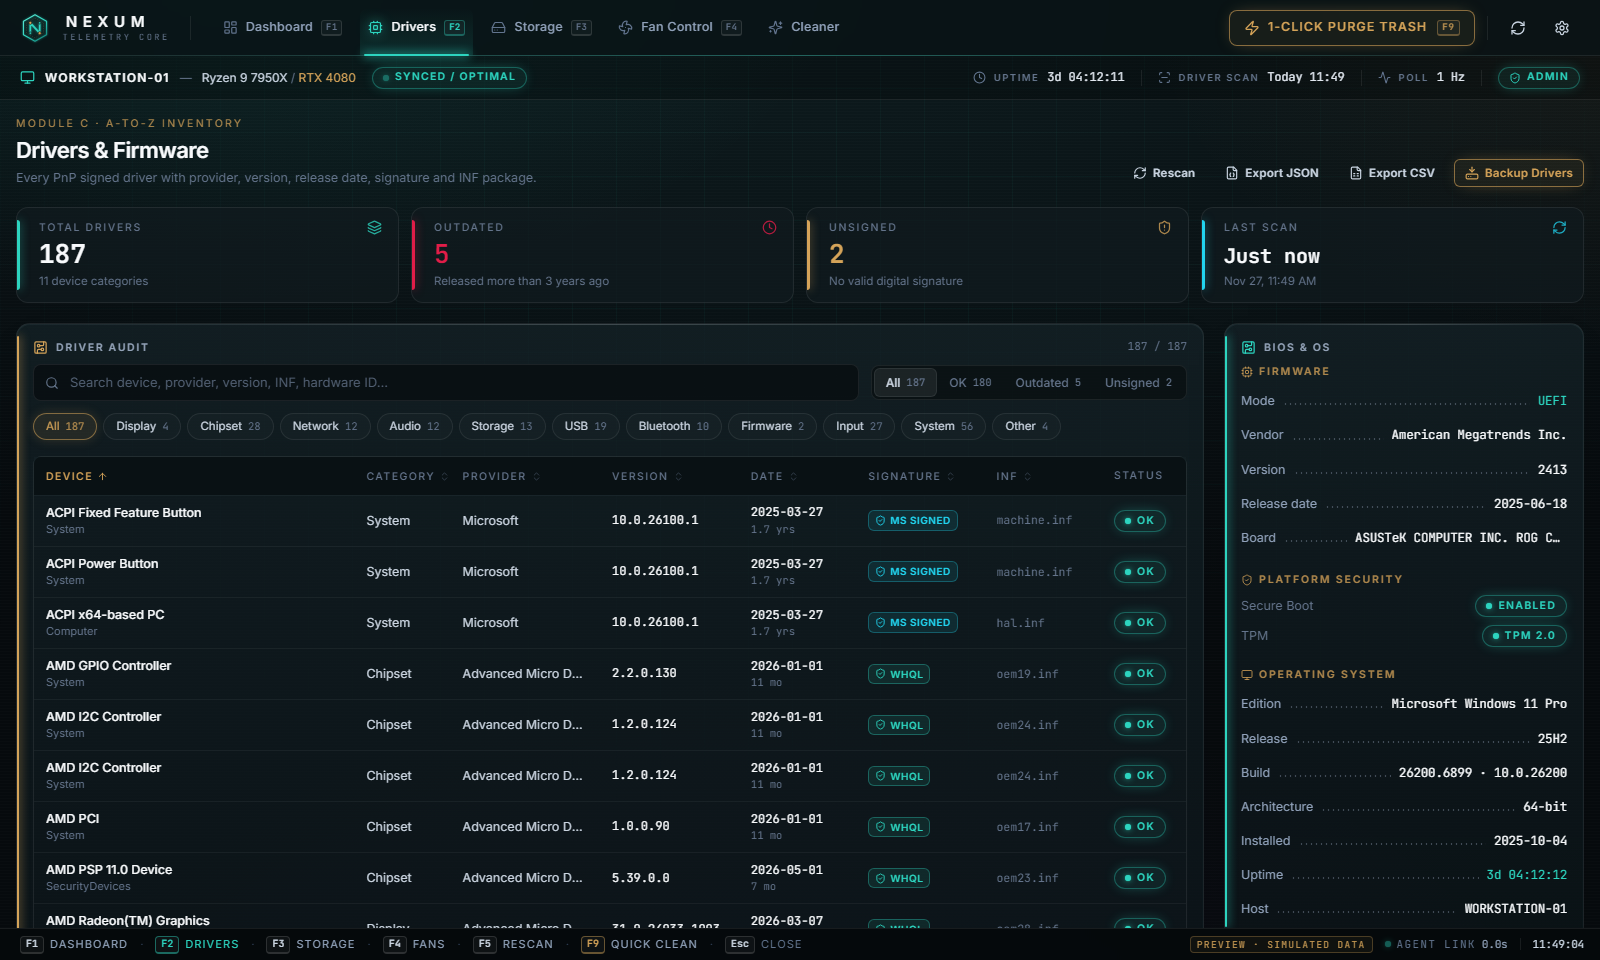 NEXUM
TELEMETRY CORE
Dashboard F1
Drivers F2
Storage F3
Fan Control F4
Cleaner
1-CLICK PURGE TRASH F9
WORKSTATION-01 — Ryzen 9 7950X / RTX 4080 SYNCED / OPTIMAL
UPTIME 3d 04:12:11
DRIVER SCAN Today 11:49
POLL 1 Hz
ADMIN
MODULE C · A-TO-Z INVENTORY
Drivers & Firmware
Every PnP signed driver with provider, version, release date, signature and INF package.
Rescan
Export JSON
Export CSV
Backup Drivers
TOTAL DRIVERS
187
11 device categories
OUTDATED
5
Released more than 3 years ago
UNSIGNED
2
No valid digital signature
LAST SCAN
Just now
Nov 27, 11:49 AM
DRIVER AUDIT 187 / 187
Search device, provider, version, INF, hardware ID...
All 187 OK 180 Outdated 5 Unsigned 2
All 187 Display 4 Chipset 28 Network 12 Audio 12 Storage 13 USB 19 Bluetooth 10 Firmware 2 Input 27 System 56 Other 4
DEVICE CATEGORY PROVIDER VERSION DATE SIGNATURE INF STATUS
ACPI Fixed Feature Button System Microsoft 10.0.26100.1 2025-03-27 MS SIGNED machine.inf OK
System 1.7 yrs
ACPI Power Button System Microsoft 10.0.26100.1 2025-03-27 MS SIGNED machine.inf OK
System 1.7 yrs
ACPI x64-based PC System Microsoft 10.0.26100.1 2025-03-27 MS SIGNED hal.inf OK
Computer 1.7 yrs
AMD GPIO Controller Chipset Advanced Micro D... 2.2.0.130 2026-01-01 WHQL oem19.inf OK
System 11 mo
AMD I2C Controller Chipset Advanced Micro D... 1.2.0.124 2026-01-01 WHQL oem24.inf OK
System 11 mo
AMD I2C Controller Chipset Advanced Micro D... 1.2.0.124 2026-01-01 WHQL oem24.inf OK
System 11 mo
AMD PCI Chipset Advanced Micro D... 1.0.0.90 2026-01-01 WHQL oem17.inf OK
System 11 mo
AMD PSP 11.0 Device Chipset Advanced Micro D... 5.39.0.0 2026-05-01 WHQL oem23.inf OK
SecurityDevices 7 mo
AMD Radeon(TM) Graphics 2026-03-07
BIOS & OS
FIRMWARE
Mode UEFI
Vendor American Megatrends Inc.
Version 2413
Release date 2025-06-18
Board ASUSTeK COMPUTER INC. ROG C…
PLATFORM SECURITY
Secure Boot ENABLED
TPM TPM 2.0
OPERATING SYSTEM
Edition Microsoft Windows 11 Pro
Release 25H2
Build 26200.6899 · 10.0.26200
Architecture 64-bit
Installed 2025-10-04
Uptime 3d 04:12:12
Host WORKSTATION-01
F1 DASHBOARD · F2 DRIVERS · F3 STORAGE · F4 FANS · F5 RESCAN · F9 QUICK CLEAN · Esc CLOSE
PREVIEW · SIMULATED DATA AGENT LINK 0.0s 11:49:04